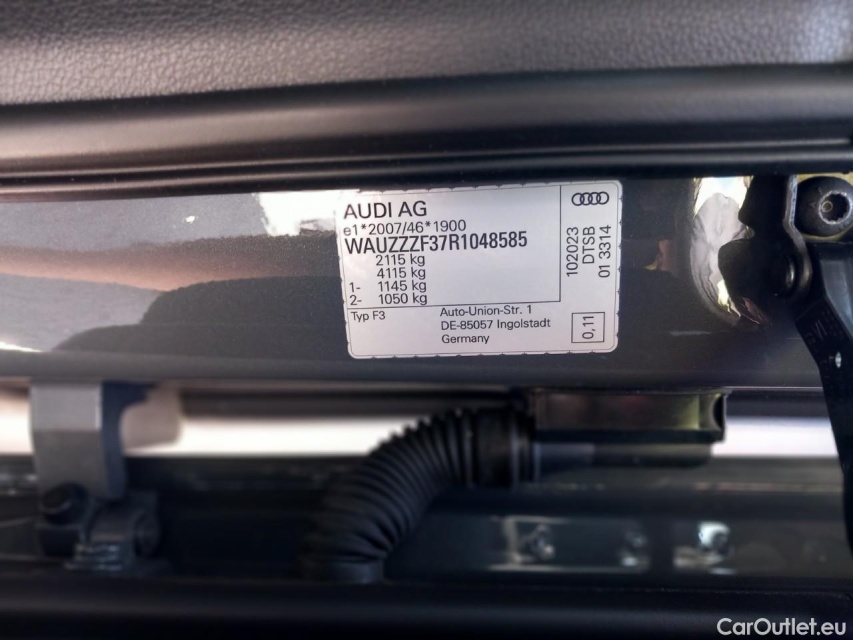 AUDI AG
e1*2007/46*1900
WAUZZZF37R1048585
2115 kg
4115 kg
1- 1145 kg
2- 1050 kg
Typ F3
Auto-Union-Str. 1
DE-85057 Ingolstadt
Germany
102023
DTSB
01 3314
0,11
CarOutlet.eu